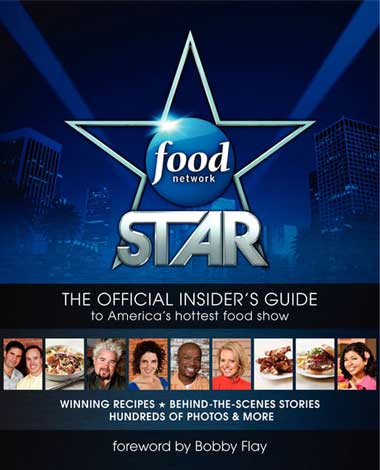 food
network
STAR
THE OFFICIAL INSIDER'S GUIDE
to America's hottest food show
WINNING RECIPES ★ BEHIND-THE-SCENES STORIES
HUNDREDS OF PHOTOS & MORE
foreword by Bobby Flay